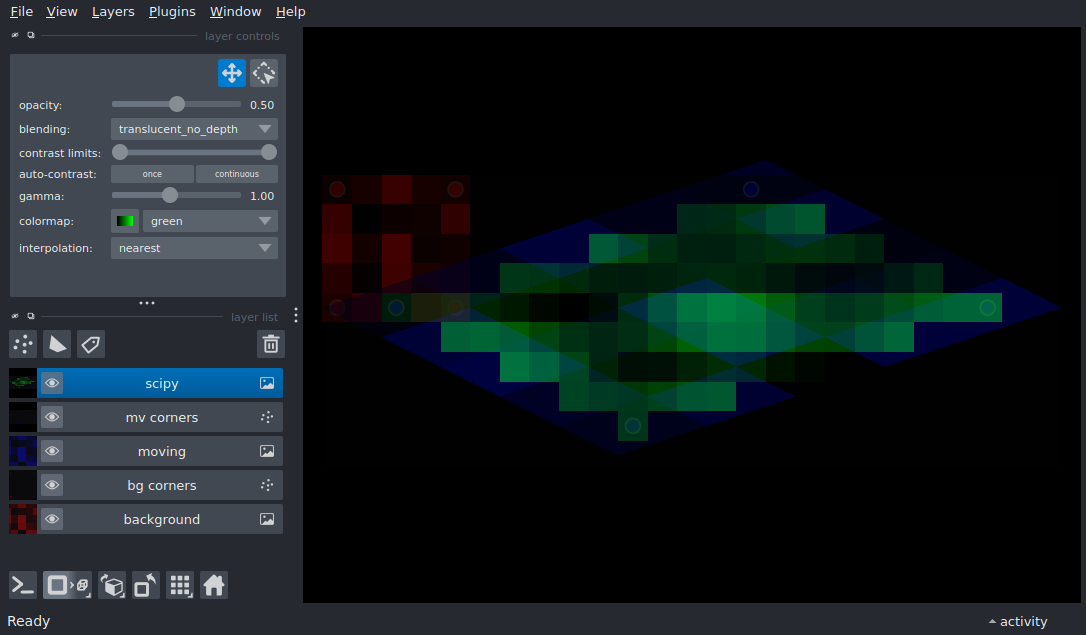 File View Layers Plugins Window Help
layer controls
opacity: 0.50
blending: translucent_no_depth
contrast limits:
auto-contrast: once continuous
gamma: 1.00
colormap: green
interpolation: nearest
layer list
scipy
mv corners
moving
bg corners
background
Ready
activity